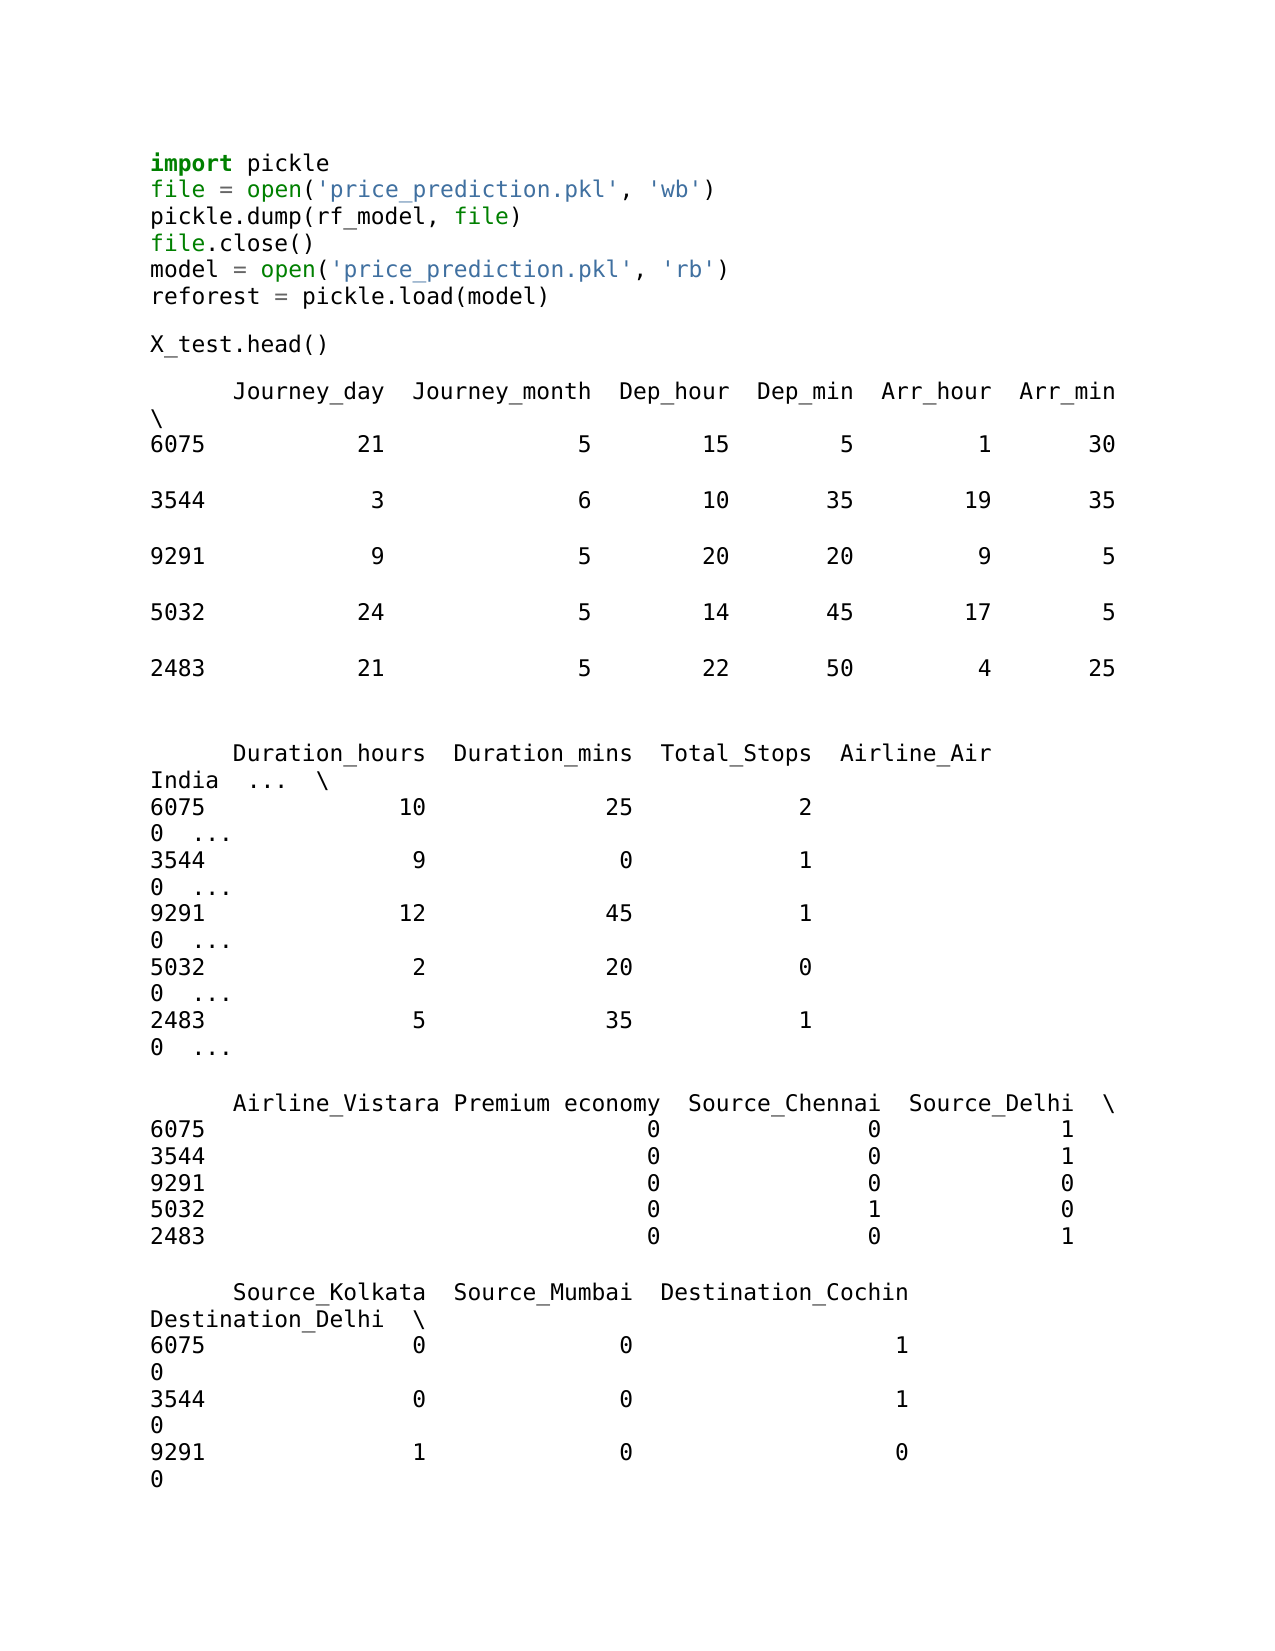 import pickle
file = open('price_prediction.pkl', 'wb')
pickle.dump(rf_model, file)
file.close()
model = open('price_prediction.pkl', 'rb')
reforest = pickle.load(model)
X_test.head()
      Journey_day  Journey_month  Dep_hour  Dep_min  Arr_hour  Arr_min
\
6075           21              5        15        5         1       30
3544            3              6        10       35        19       35
9291            9              5        20       20         9        5
5032           24              5        14       45        17        5
2483           21              5        22       50         4       25
      Duration_hours  Duration_mins  Total_Stops  Airline_Air
India  ...  \
6075              10             25            2
0  ...
3544               9              0            1
0  ...
9291              12             45            1
0  ...
5032               2             20            0
0  ...
2483               5             35            1
0  ...
      Airline_Vistara Premium economy  Source_Chennai  Source_Delhi  \
6075                                0               0             1
3544                                0               0             1
9291                                0               0             0
5032                                0               1             0
2483                                0               0             1
      Source_Kolkata  Source_Mumbai  Destination_Cochin
Destination_Delhi  \
6075               0              0                   1
0
3544               0              0                   1
0
9291               1              0                   0
0